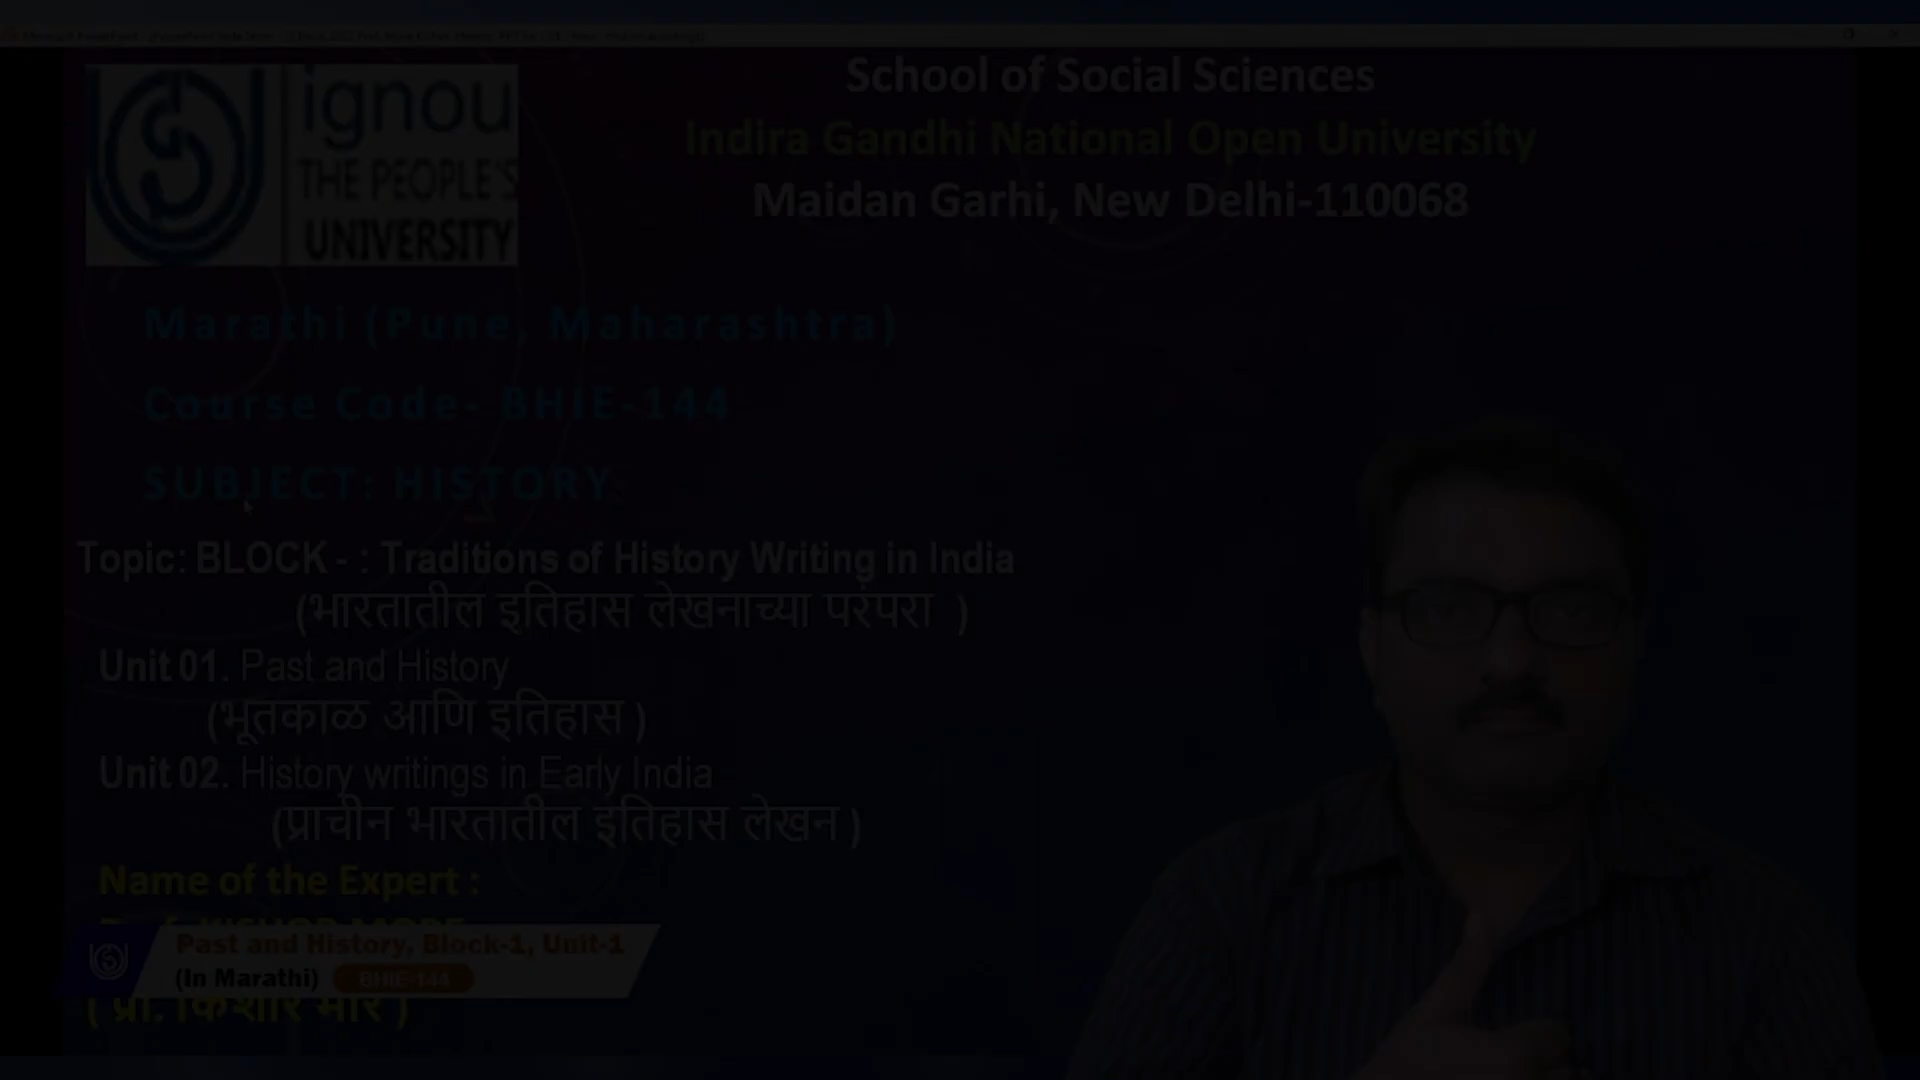 ignou
THE PEOPLE'S
UNIVERSITY
School of Social Sciences
Indira Gandhi National Open University
Maidan Garhi, New Delhi-110068
Marathi (Pune, Maharashtra)
Course Code- BHIE-144
SUBJECT: HISTORY
Topic: BLOCK - : Traditions of History Writing in India
(भारतातील इतिहास लेखनाच्या परंपरा )
Unit 01. Past and History
(भूतकाळ आणि इतिहास )
Unit 02. History writings in Early India
(प्राचीन भारतातील इतिहास लेखन )
Name of the Expert :
Past and History, Block-1, Unit-1
(In Marathi) BHIE-144
( प्रा. किशोर मोरे )